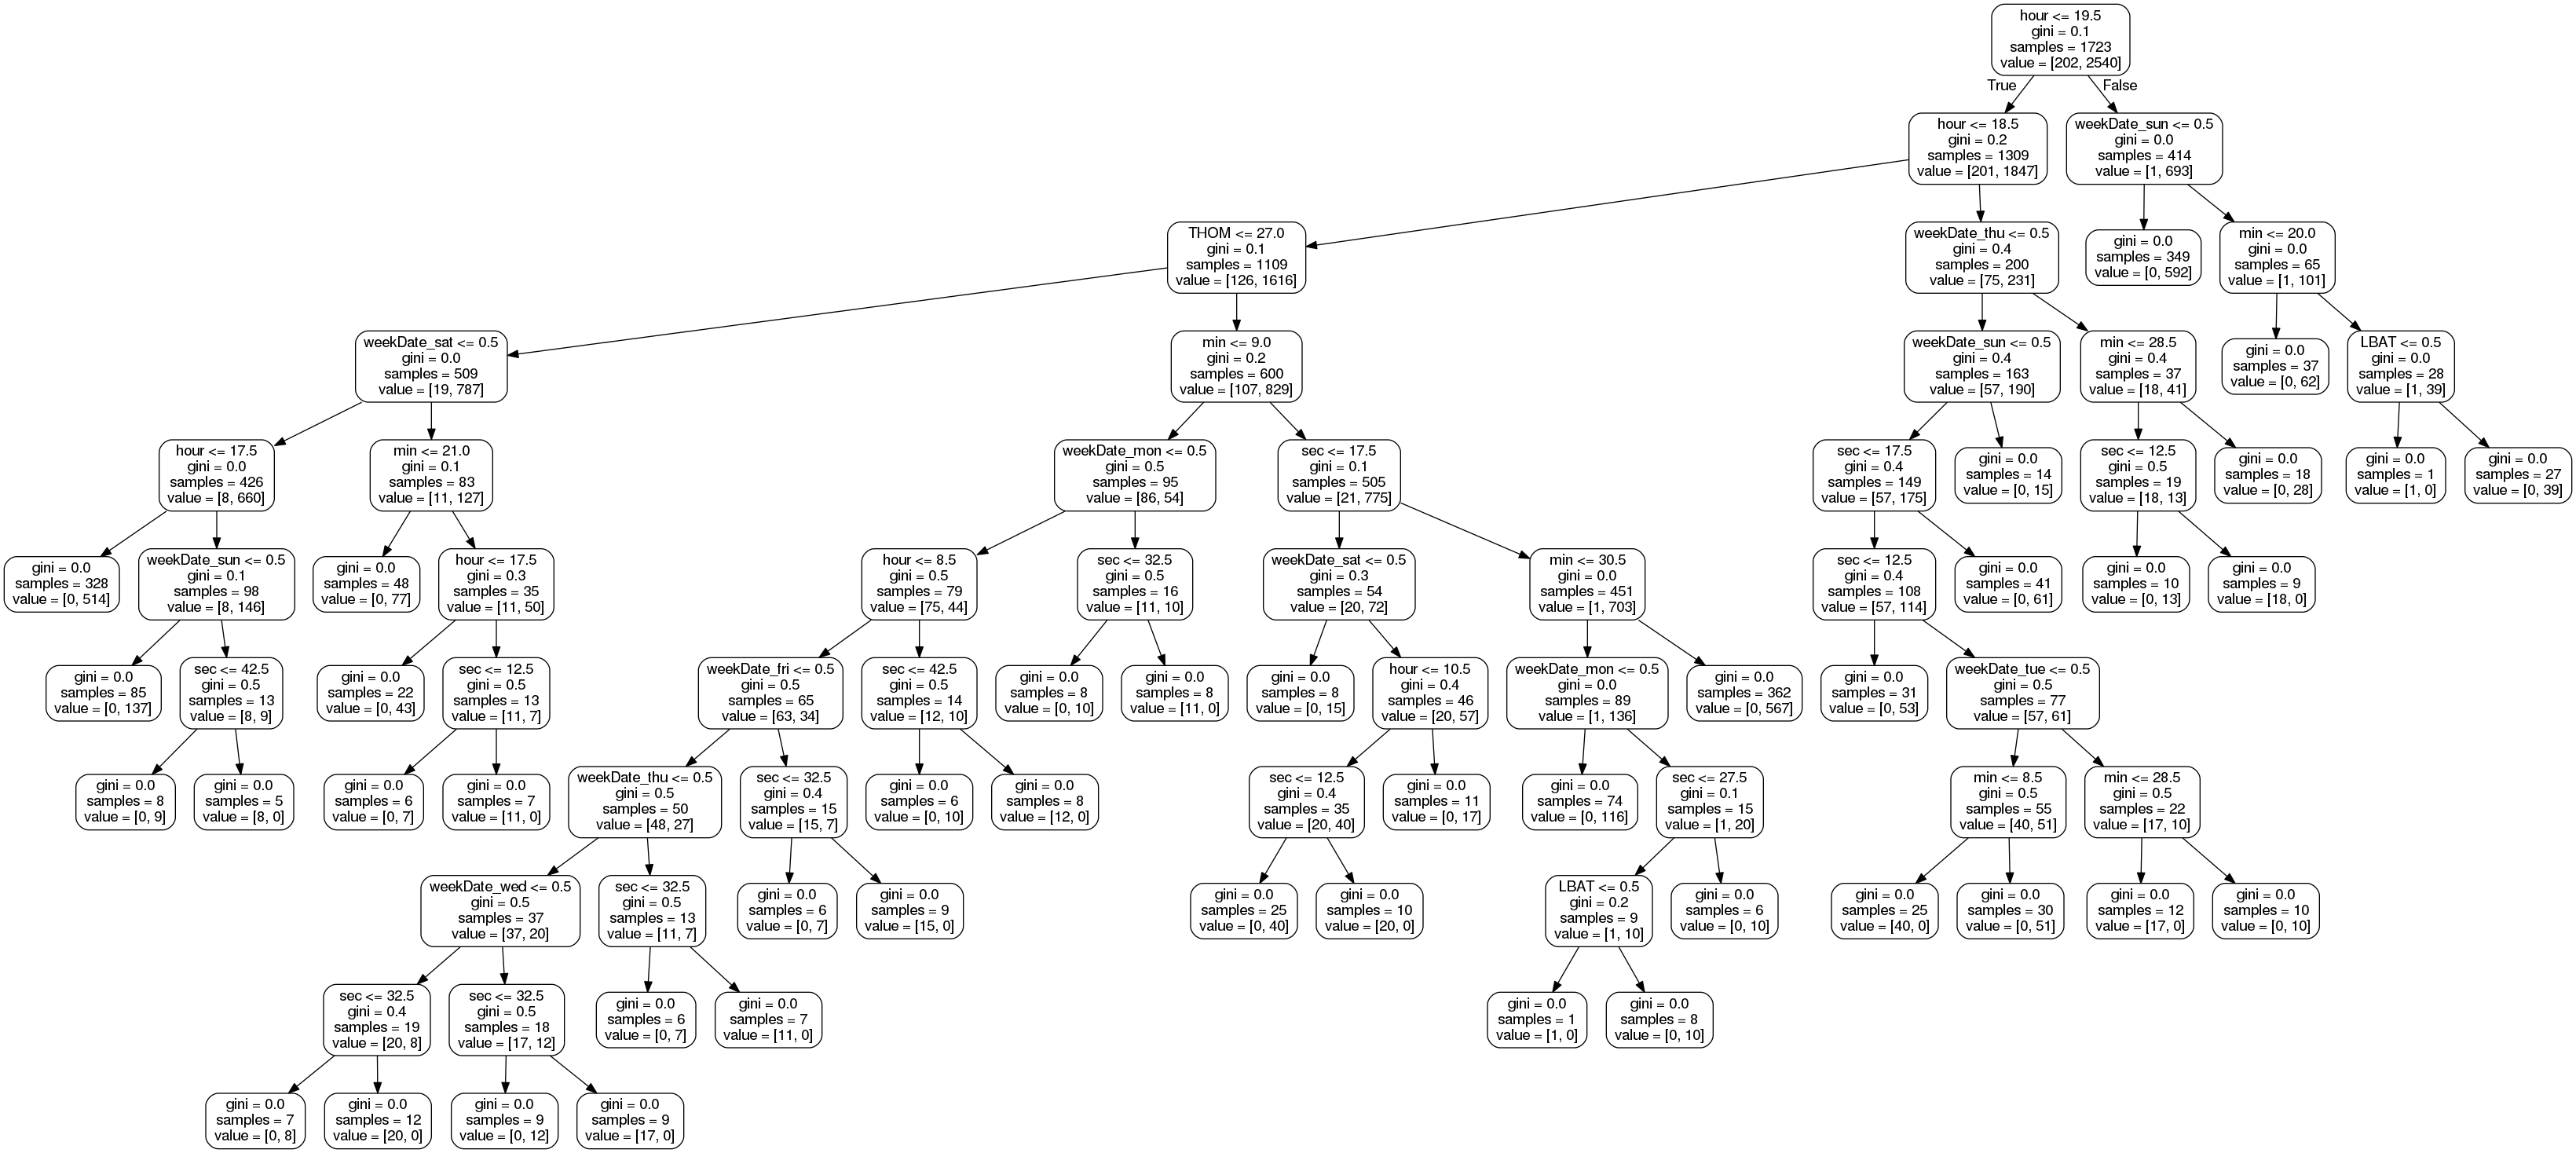 hour <= 19.5
gini = 0.1
samples = 1723
value = [202, 2540]
True
False
hour <= 18.5
gini = 0.2
samples = 1309
value = [201, 1847]
weekDate_sun <= 0.5
gini = 0.0
samples = 414
value = [1, 693]
THOM <= 27.0
gini = 0.1
samples = 1109
value = [126, 1616]
weekDate_thu <= 0.5
gini = 0.4
samples = 200
value = [75, 231]
gini = 0.0
samples = 349
value = [0, 592]
min <= 20.0
gini = 0.0
samples = 65
value = [1, 101]
weekDate_sat <= 0.5
gini = 0.0
samples = 509
value = [19, 787]
min <= 9.0
gini = 0.2
samples = 600
value = [107, 829]
weekDate_sun <= 0.5
gini = 0.4
samples = 163
value = [57, 190]
min <= 28.5
gini = 0.4
samples = 37
value = [18, 41]
gini = 0.0
samples = 37
value = [0, 62]
LBAT <= 0.5
gini = 0.0
samples = 28
value = [1, 39]
hour <= 17.5
gini = 0.0
samples = 426
value = [8, 660]
min <= 21.0
gini = 0.1
samples = 83
value = [11, 127]
weekDate_mon <= 0.5
gini = 0.5
samples = 95
value = [86, 54]
sec <= 17.5
gini = 0.1
samples = 505
value = [21, 775]
sec <= 17.5
gini = 0.4
samples = 149
value = [57, 175]
gini = 0.0
samples = 14
value = [0, 15]
sec <= 12.5
gini = 0.5
samples = 19
value = [18, 13]
gini = 0.0
samples = 18
value = [0, 28]
gini = 0.0
samples = 1
value = [1, 0]
gini = 0.0
samples = 27
value = [0, 39]
gini = 0.0
samples = 328
value = [0, 514]
weekDate_sun <= 0.5
gini = 0.1
samples = 98
value = [8, 146]
gini = 0.0
samples = 48
value = [0, 77]
hour <= 17.5
gini = 0.3
samples = 35
value = [11, 50]
hour <= 8.5
gini = 0.5
samples = 79
value = [75, 44]
sec <= 32.5
gini = 0.5
samples = 16
value = [11, 10]
weekDate_sat <= 0.5
gini = 0.3
samples = 54
value = [20, 72]
min <= 30.5
gini = 0.0
samples = 451
value = [1, 703]
sec <= 12.5
gini = 0.4
samples = 108
value = [57, 114]
gini = 0.0
samples = 41
value = [0, 61]
gini = 0.0
samples = 10
value = [0, 13]
gini = 0.0
samples = 9
value = [18, 0]
gini = 0.0
samples = 85
value = [0, 137]
sec <= 42.5
gini = 0.5
samples = 13
value = [8, 9]
gini = 0.0
samples = 22
value = [0, 43]
sec <= 12.5
gini = 0.5
samples = 13
value = [11, 7]
weekDate_fri <= 0.5
gini = 0.5
samples = 65
value = [63, 34]
sec <= 42.5
gini = 0.5
samples = 14
value = [12, 10]
gini = 0.0
samples = 8
value = [0, 10]
gini = 0.0
samples = 8
value = [11, 0]
gini = 0.0
samples = 8
value = [0, 15]
hour <= 10.5
gini = 0.4
samples = 46
value = [20, 57]
weekDate_mon <= 0.5
gini = 0.0
samples = 89
value = [1, 136]
gini = 0.0
samples = 362
value = [0, 567]
gini = 0.0
samples = 31
value = [0, 53]
weekDate_tue <= 0.5
gini = 0.5
samples = 77
value = [57, 61]
gini = 0.0
samples = 8
value = [0, 9]
gini = 0.0
samples = 5
value = [8, 0]
gini = 0.0
samples = 6
value = [0, 7]
gini = 0.0
samples = 7
value = [11, 0]
weekDate_thu <= 0.5
gini = 0.5
samples = 50
value = [48, 27]
sec <= 32.5
gini = 0.4
samples = 15
value = [15, 7]
gini = 0.0
samples = 6
value = [0, 10]
gini = 0.0
samples = 8
value = [12, 0]
sec <= 12.5
gini = 0.4
samples = 35
value = [20, 40]
gini = 0.0
samples = 11
value = [0, 17]
gini = 0.0
samples = 74
value = [0, 116]
sec <= 27.5
gini = 0.1
samples = 15
value = [1, 20]
min <= 8.5
gini = 0.5
samples = 55
value = [40, 51]
min <= 28.5
gini = 0.5
samples = 22
value = [17, 10]
weekDate_wed <= 0.5
gini = 0.5
samples = 37
value = [37, 20]
sec <= 32.5
gini = 0.5
samples = 13
value = [11, 7]
gini = 0.0
samples = 6
value = [0, 7]
gini = 0.0
samples = 9
value = [15, 0]
gini = 0.0
samples = 25
value = [0, 40]
gini = 0.0
samples = 10
value = [20, 0]
LBAT <= 0.5
gini = 0.2
samples = 9
value = [1, 10]
gini = 0.0
samples = 6
value = [0, 10]
gini = 0.0
samples = 25
value = [40, 0]
gini = 0.0
samples = 30
value = [0, 51]
gini = 0.0
samples = 12
value = [17, 0]
gini = 0.0
samples = 10
value = [0, 10]
sec <= 32.5
gini = 0.4
samples = 19
value = [20, 8]
sec <= 32.5
gini = 0.5
samples = 18
value = [17, 12]
gini = 0.0
samples = 6
value = [0, 7]
gini = 0.0
samples = 7
value = [11, 0]
gini = 0.0
samples = 1
value = [1, 0]
gini = 0.0
samples = 8
value = [0, 10]
gini = 0.0
samples = 7
value = [0, 8]
gini = 0.0
samples = 12
value = [20, 0]
gini = 0.0
samples = 9
value = [0, 12]
gini = 0.0
samples = 9
value = [17, 0]